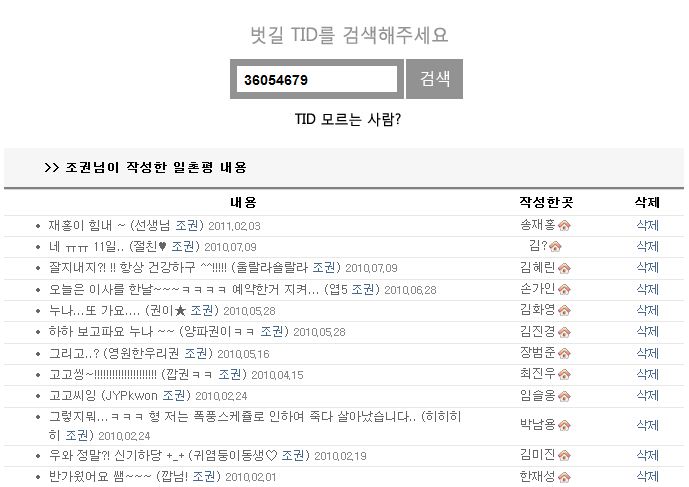 벗길 TID를 검색해주세요
36054679 검색
TID 모르는 사람?
>> 조권님이 작성한 일촌평 내용
내용 작성한곳 삭제
• 재홍이 힘내 ~ (선생님 조권) 2011.02.03 송재홍 삭제
• 네 ㅠㅠ 11일.. (절친♥ 조권) 2010.07.09 김? 삭제
• 잘지내지?! !! 항상 건강하구 ^^!!!!! (울랄라숄랄라 조권) 2010.07.09 김혜린 삭제
• 오늘은 이사를 한날~~~ㅋㅋㅋㅋ 예약한거 지켜... (엽5 조권) 2010.06.28 손가인 삭제
• 누나...또 가요.... (권이★ 조권) 2010.05.28 김화영 삭제
• 하하 보고파요 누나 ~~ (양파권이ㅋㅋ 조권) 2010.05.28 김진경 삭제
• 그리고..? (영원한우리권 조권) 2010.05.16 장범준 삭제
• 고고씽~!!!!!!!!!!!!!!!!!!!!!! (깝권ㅋㅋ 조권) 2010.04.15 최진우 삭제
• 고고씨잉 (JYPkwon 조권) 2010.02.24 임슬옹 삭제
• 그렇지뭐...ㅋㅋㅋ 형 저는 폭풍스케쥴로 인하여 죽다 살아났습니다.. (히히히
히 조권) 2010.02.24 박남용 삭제
• 우와 정말?! 신기하당 +_+ (귀염둥이동생♡ 조권) 2010.02.19 김미진 삭제
• 반가웠어요 쌤~~~ (깝님! 조권) 2010.02.01 한재성 삭제